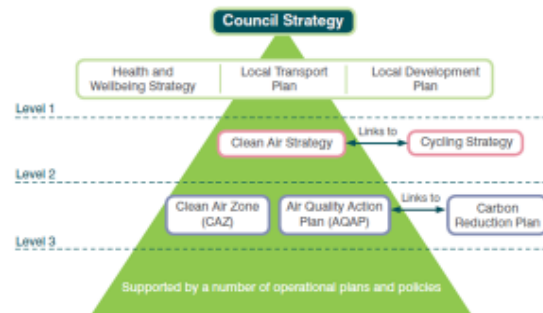 Council Strategy
Health and
Wellbeing Strategy
Local Transport
Plan
Local Development
Plan
Level 1
Clean Air Strategy
Links to
Cycling Strategy
Level 2
Clean Air Zone
(CAZ)
Air Quality Action
Plan (AQAP)
Links to
Carbon
Reduction Plan
Level 3
Supported by a number of operational plans and policies